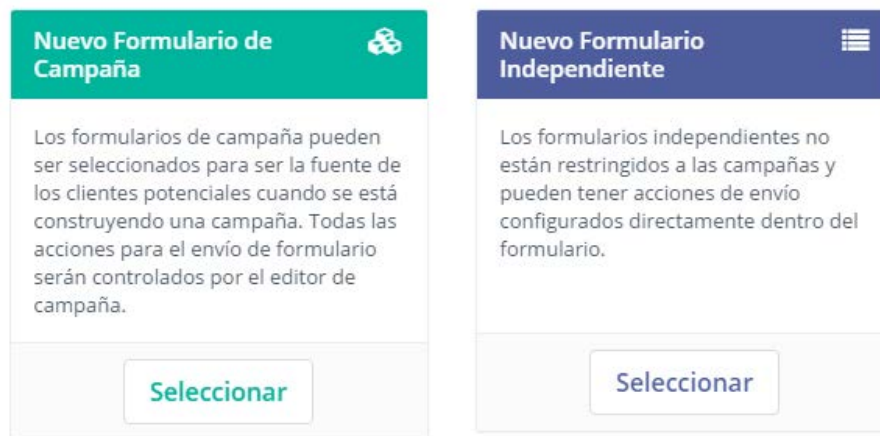 Nuevo Formulario de
Campaña
Los formularios de campaña pueden
ser seleccionados para ser la fuente de
los clientes potenciales cuando se está
construyendo una campaña. Todas las
acciones para el envío de formulario
serán controlados por el editor de
campaña.
Seleccionar
Nuevo Formulario
Independiente
Los formularios independientes no
están restringidos a las campañas y
pueden tener acciones de envío
configurados directamente dentro del
formulario.
Seleccionar